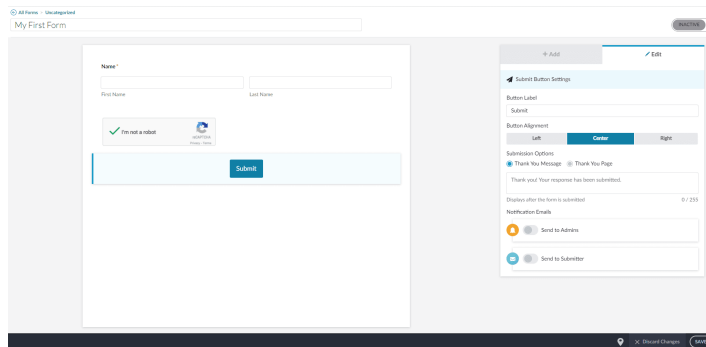 All Forms - Uncategorized
My First Form
INACTIVE
Name*
First Name
Last Name
I'm not a robot
reCAPTCHA
Privacy - Terms
Submit
+ Add
Edit
Submit Button Settings
Button Label
Submit
Button Alignment
Left
Center
Right
Submission Options
Thank You Message
Thank You Page
Thank you! Your response has been submitted.
Displays after the form is submitted
0 / 255
Notification Emails
Send to Admins
Send to Submitter
× Discard Changes
SAVE